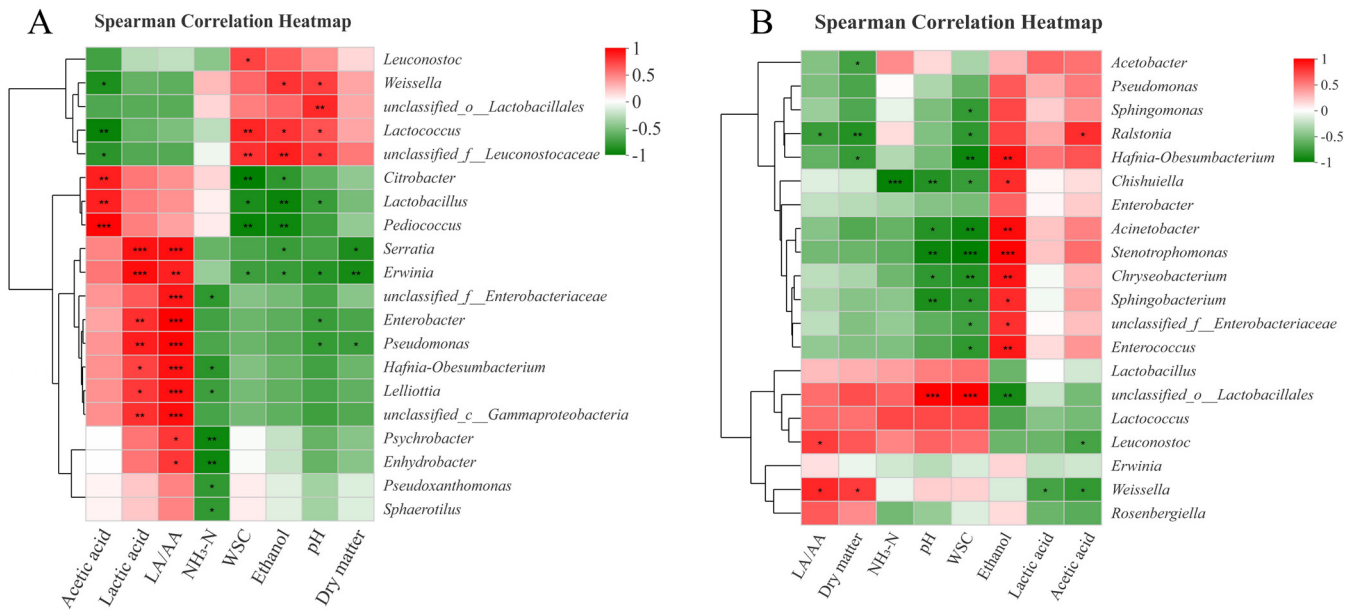 A
Spearman Correlation Heatmap
1
0.5
0
-0.5
-1
Leuconostoc
*
Weissella
* * *
unclassified_o__Lactobacillales
**
Lactococcus
** ** * *
unclassified_f__Leuconostocaceae
* ** ** *
Citrobacter
** ** *
Lactobacillus
** * ** *
Pediococcus
*** ** **
Serratia
*** *** * *
Erwinia
*** ** * * * **
unclassified_f__Enterobacteriaceae
*** *
Enterobacter
** *** *
Pseudomonas
** *** * *
Hafnia-Obesumbacterium
* *** *
Lelliottia
* *** *
unclassified_c__Gammaproteobacteria
** ***
Psychrobacter
* **
Enhydrobacter
* **
Pseudoxanthomonas
*
Sphaerotilus
*
Acetic acid
Lactic acid
LA/AA
NH₃-N
WSC
Ethanol
pH
Dry matter
B
Spearman Correlation Heatmap
1
0.5
0
-0.5
-1
Acetobacter
*
Pseudomonas
Sphingomonas
*
Ralstonia
* ** * *
Hafnia-Obesumbacterium
* ** **
Chishuiella
*** ** * *
Enterobacter
Acinetobacter
* ** **
Stenotrophomonas
** *** ***
Chryseobacterium
* ** **
Sphingobacterium
** * *
unclassified_f__Enterobacteriaceae
* *
Enterococcus
* **
Lactobacillus
unclassified_o__Lactobacillales
*** *** **
Lactococcus
Leuconostoc
* *
Erwinia
Weissella
* * * *
Rosenbergiella
LA/AA
Dry matter
NH₃-N
pH
WSC
Ethanol
Lactic acid
Acetic acid